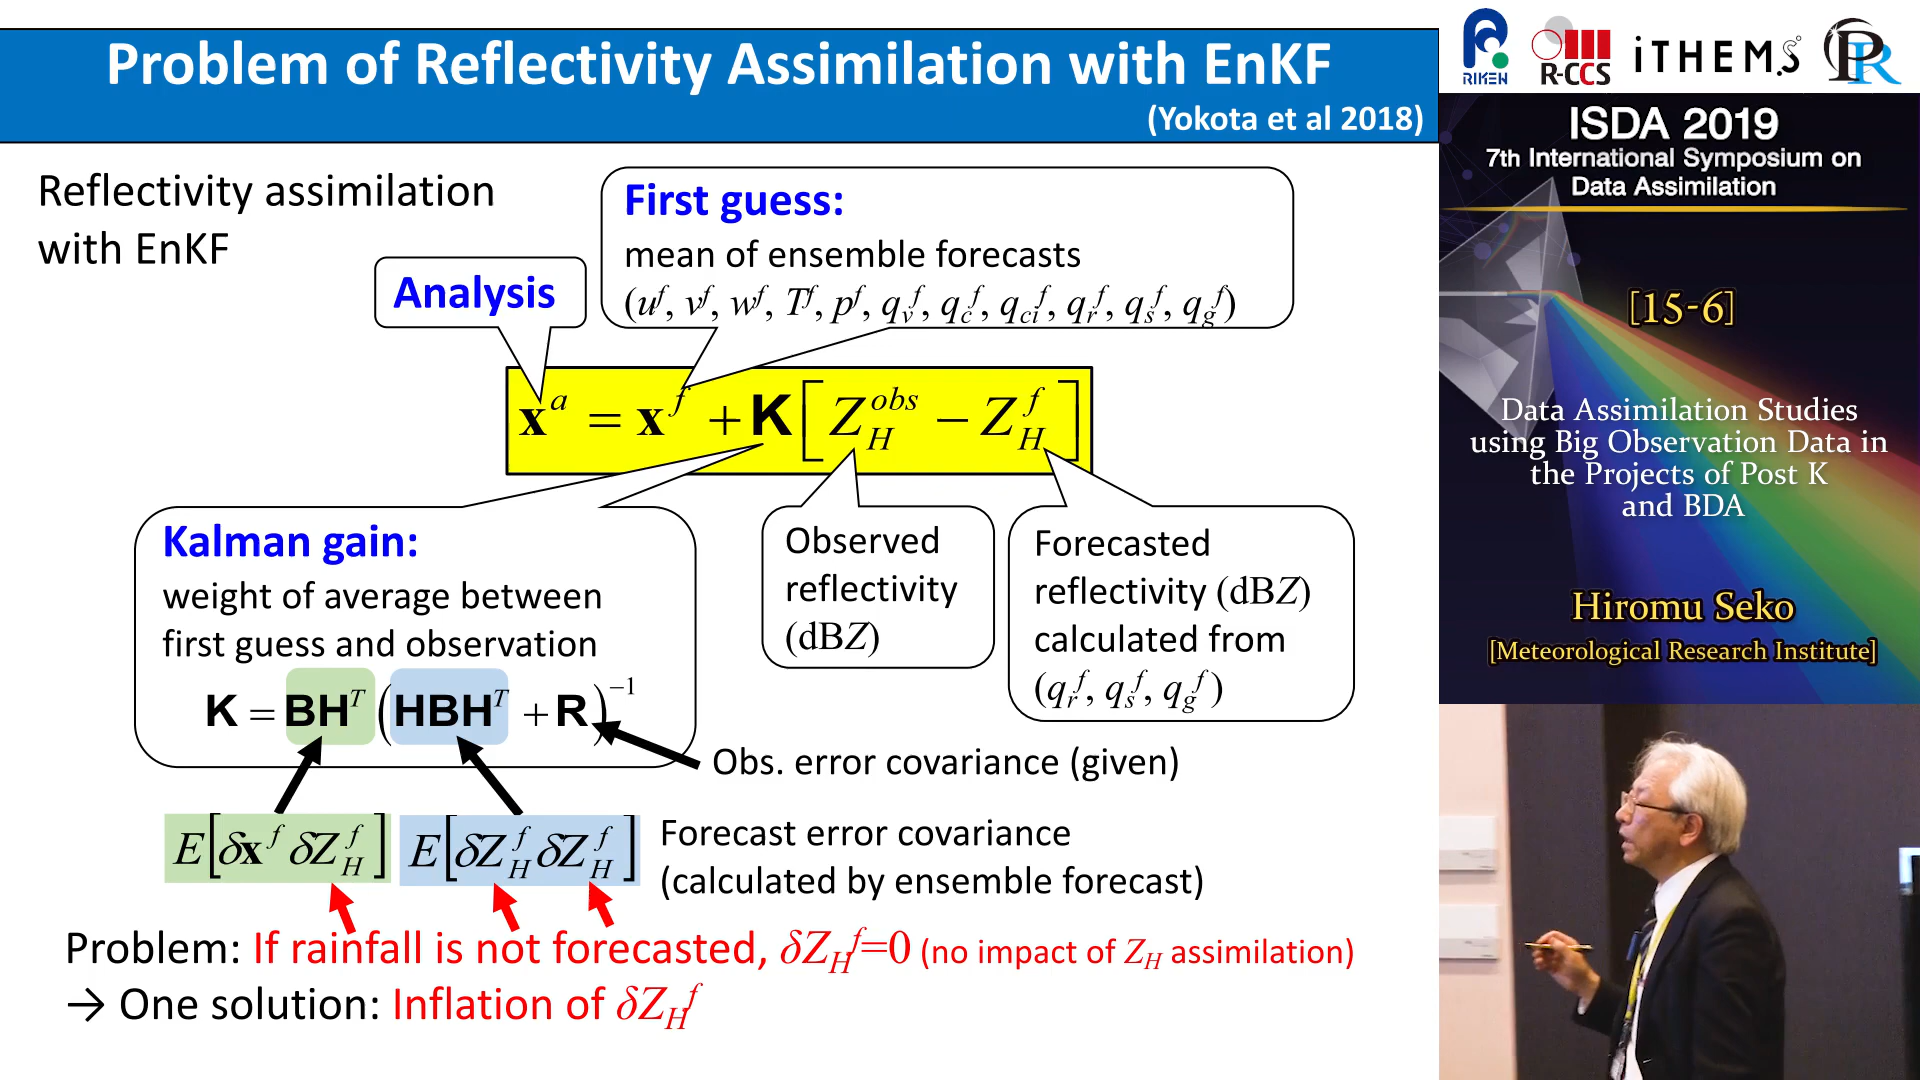 Problem of Reflectivity Assimilation with EnKF
(Yokota et al 2018)
Reflectivity assimilation
with EnKF
Analysis
First guess:
mean of ensemble forecasts
(u^f, v^f, w^f, T^f, p^f, q_v^f, q_c^f, q_ci^f, q_r^f, q_s^f, q_g^f)
x^a = x^f + K[Z_H^obs − Z_H^f]
Kalman gain:
weight of average between
first guess and observation
K = BH^T (HBH^T + R)^−1
Observed
reflectivity
(dBZ)
Forecasted
reflectivity (dBZ)
calculated from
(q_r^f, q_s^f, q_g^f)
Obs. error covariance (given)
E[δx^f δZ_H^f] E[δZ_H^f δZ_H^f]
Forecast error covariance
(calculated by ensemble forecast)
Problem: If rainfall is not forecasted, δZ_H^f=0 (no impact of Z_H assimilation)
→ One solution: Inflation of δZ_H^f
RIKEN
R-CCS
iTHEMS
PR
ISDA 2019
7th International Symposium on
Data Assimilation
[15-6]
Data Assimilation Studies
using Big Observation Data in
the Projects of Post K
and BDA
Hiromu Seko
[Meteorological Research Institute]